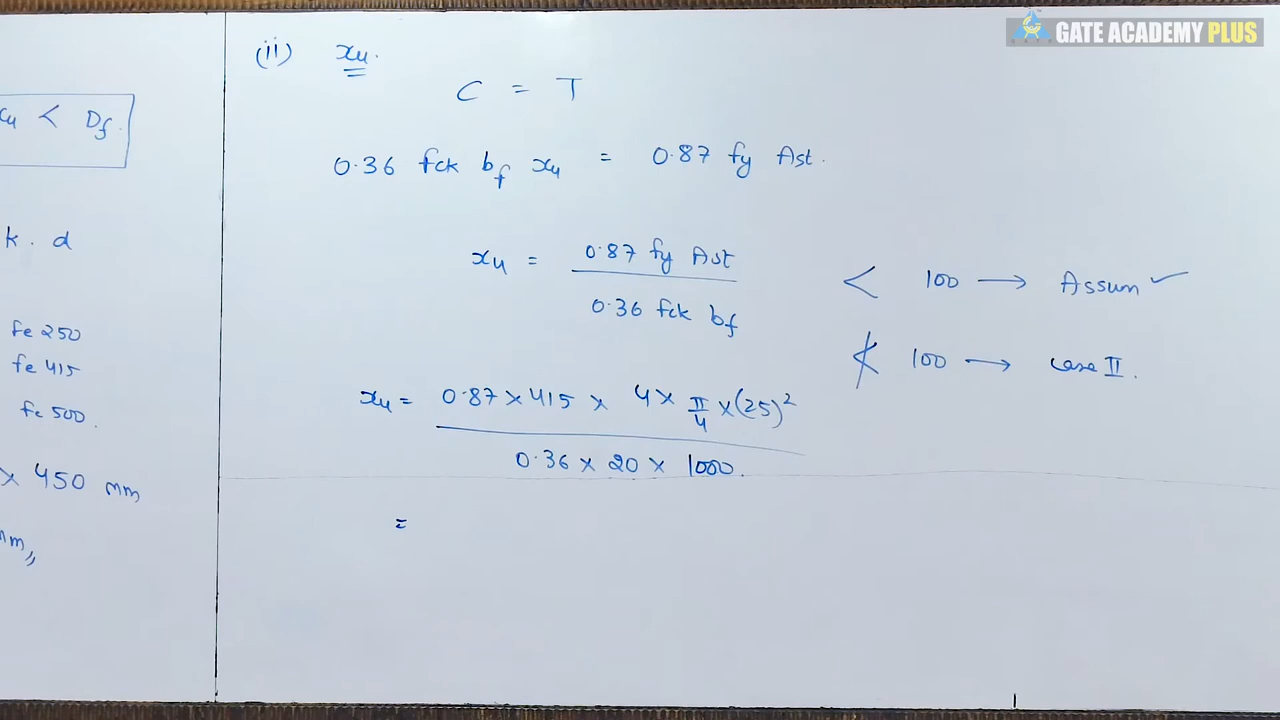 GATE ACADEMY PLUS
< Df.
k. d
fe 250
fe 415
fe 500.
x 450 mm
mm,,
(ii) xu.
C = T
0.36 fck bf xu = 0.87 fy Ast.
xu = 0.87 fy Ast / 0.36 fck bf
< 100 → Assum ✓
≮ 100 → case II.
xu = 0.87 × 415 × 4 × π/4 × (25)² / 0.36 × 20 × 1000.
=